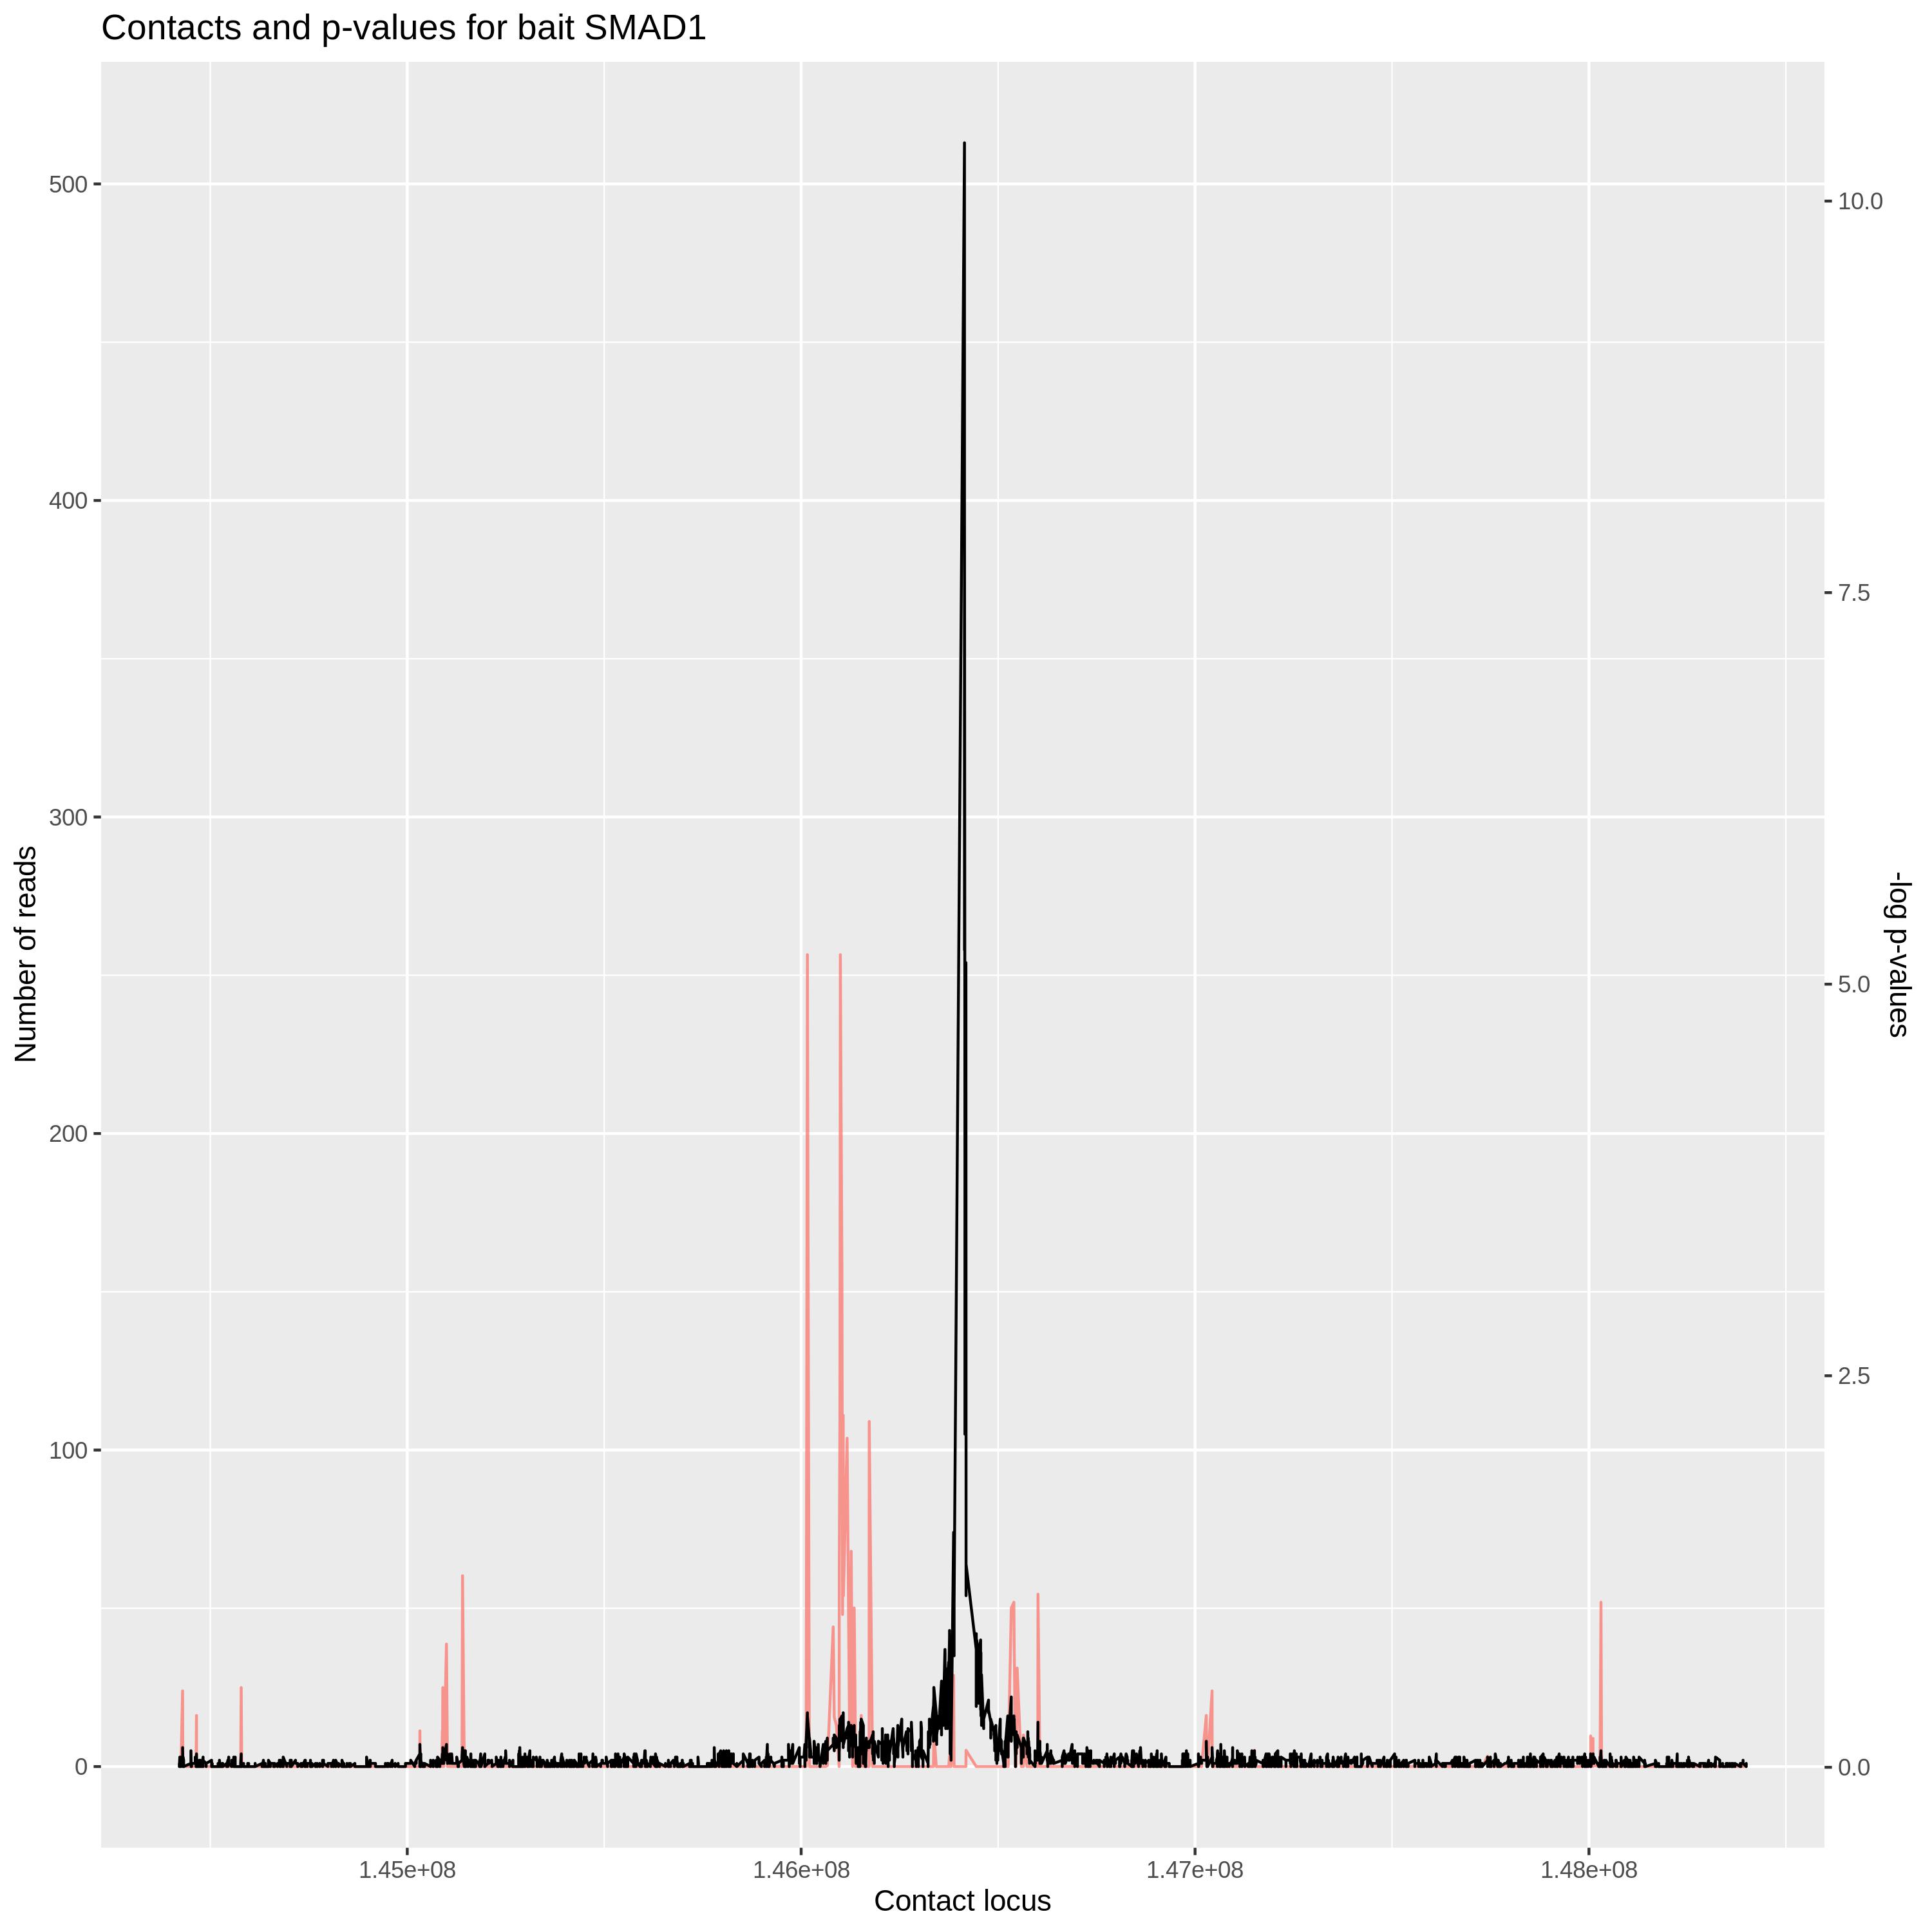 Contacts and p-values for bait SMAD1
500
400
300
200
100
0
Number of reads
10.0
7.5
5.0
2.5
0.0
-log p-values
1.45e+08
1.46e+08
1.47e+08
1.48e+08
Contact locus